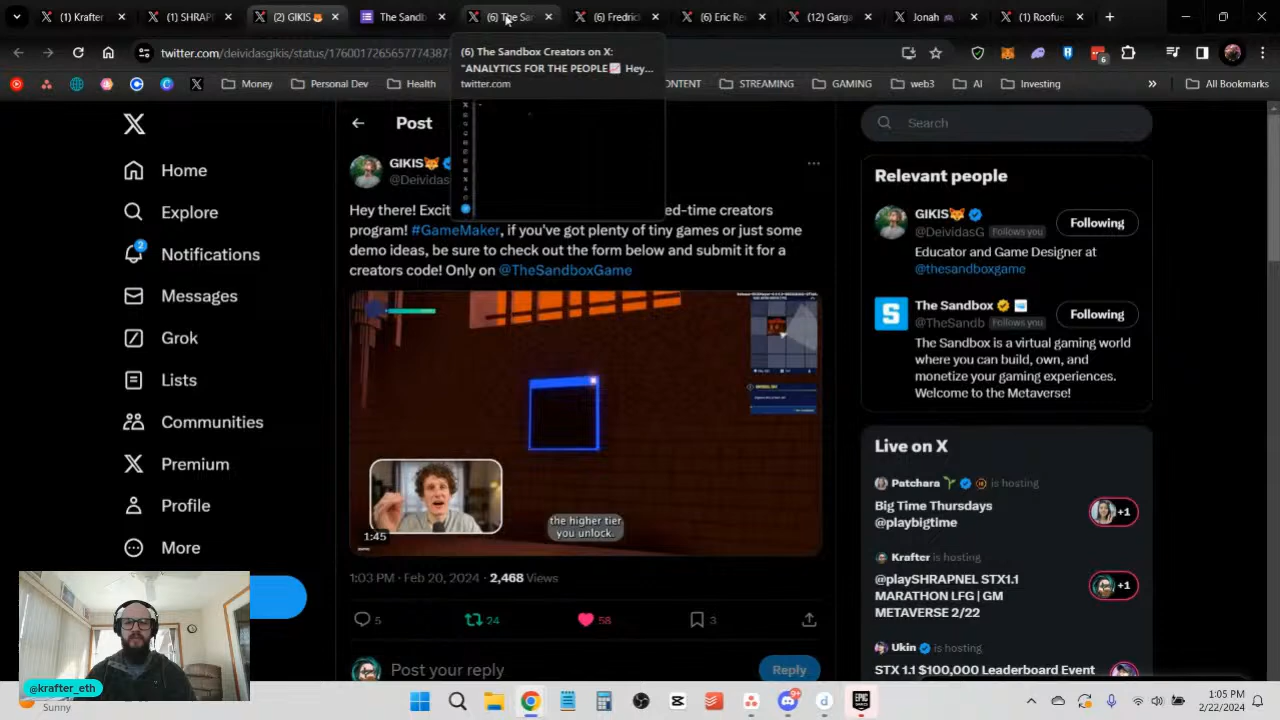 (1) Krafter
(1) SHRAP
(2) GIKIS🦊
The Sandb
(6) The San
(6) Fredric
(6) Eric Re
(12) Garga
Jonah 🎮
(1) Roofue
twitter.com/deividasgikis/status/176001726565777438
6
Money
Personal Dev
Health
ONTENT
STREAMING
GAMING
web3
AI
Investing
All Bookmarks
(6) The Sandbox Creators on X:
"ANALYTICS FOR THE PEOPLE📈 Hey...
twitter.com
Home
Explore
2
Notifications
Messages
Grok
Lists
Communities
Premium
Profile
More
Post
GIKIS🦊
@Deividas
Hey there! Excit
ed-time creators
program! #GameMaker, if you've got plenty of tiny games or just some
demo ideas, be sure to check out the form below and submit it for a
creators code! Only on @TheSandboxGame
the higher tier
you unlock.
1:45
1:03 PM · Feb 20, 2024 · 2,468 Views
5
24
58
3
Post your reply
Reply
Search
Relevant people
GIKIS🦊
@DeividasG
Follows you
Following
Educator and Game Designer at
@thesandboxgame
The Sandbox
@TheSandb
Follows you
Following
The Sandbox is a virtual gaming world
where you can build, own, and
monetize your gaming experiences.
Welcome to the Metaverse!
Live on X
Patchara
is hosting
Big Time Thursdays
@playbigtime
+1
Krafter is hosting
@playSHRAPNEL STX1.1
MARATHON LFG | GM
METAVERSE 2/22
+1
Ukin
is hosting
STX 1.1 $100,000 Leaderboard Event
@krafter_eth
Sunny
9+
1:05 PM
2/22/2024